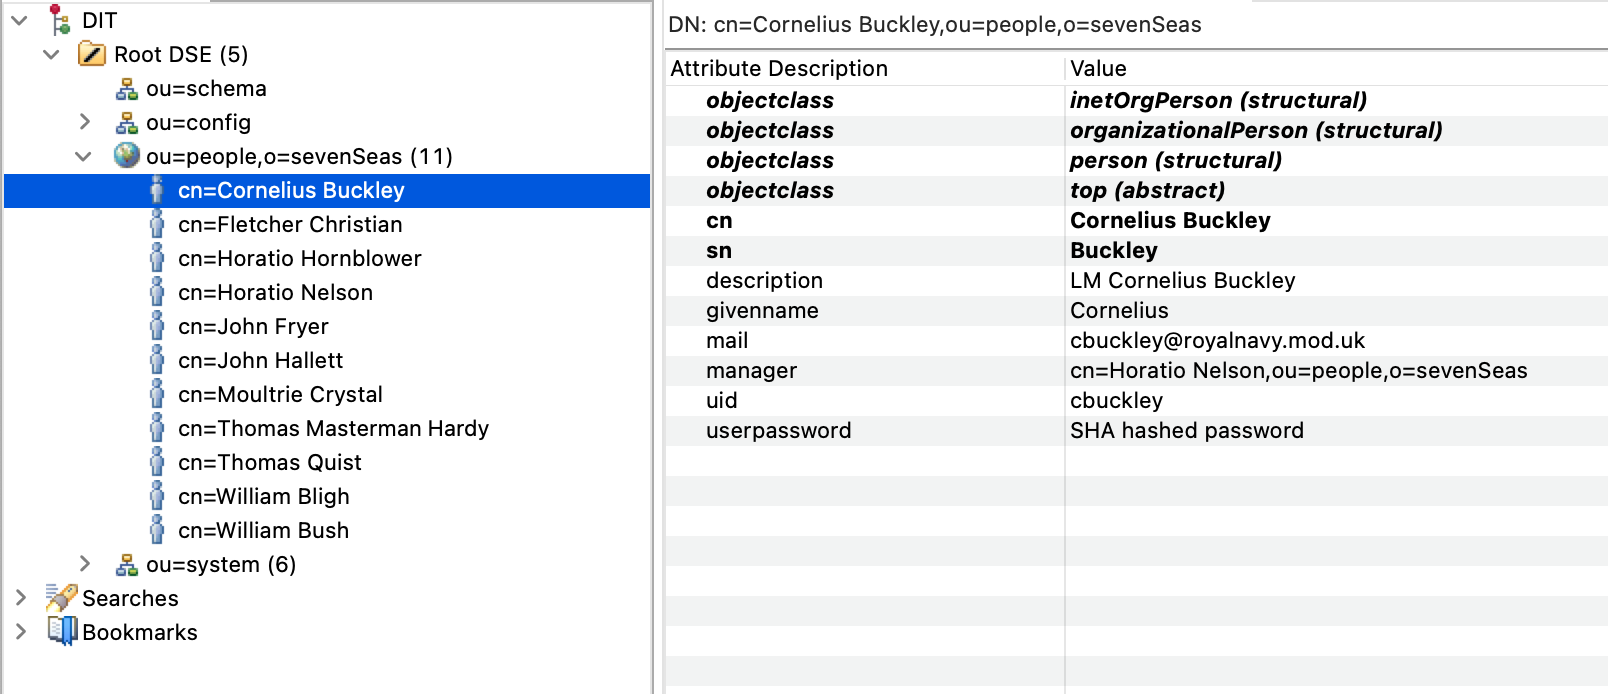 DIT
Root DSE (5)
ou=schema
ou=config
ou=people,o=sevenSeas (11)
cn=Cornelius Buckley
cn=Fletcher Christian
cn=Horatio Hornblower
cn=Horatio Nelson
cn=John Fryer
cn=John Hallett
cn=Moultrie Crystal
cn=Thomas Masterman Hardy
cn=Thomas Quist
cn=William Bligh
cn=William Bush
ou=system (6)
Searches
Bookmarks
DN: cn=Cornelius Buckley,ou=people,o=sevenSeas
Attribute Description Value
objectclass inetOrgPerson (structural)
objectclass organizationalPerson (structural)
objectclass person (structural)
objectclass top (abstract)
cn Cornelius Buckley
sn Buckley
description LM Cornelius Buckley
givenname Cornelius
mail cbuckley@royalnavy.mod.uk
manager cn=Horatio Nelson,ou=people,o=sevenSeas
uid cbuckley
userpassword SHA hashed password